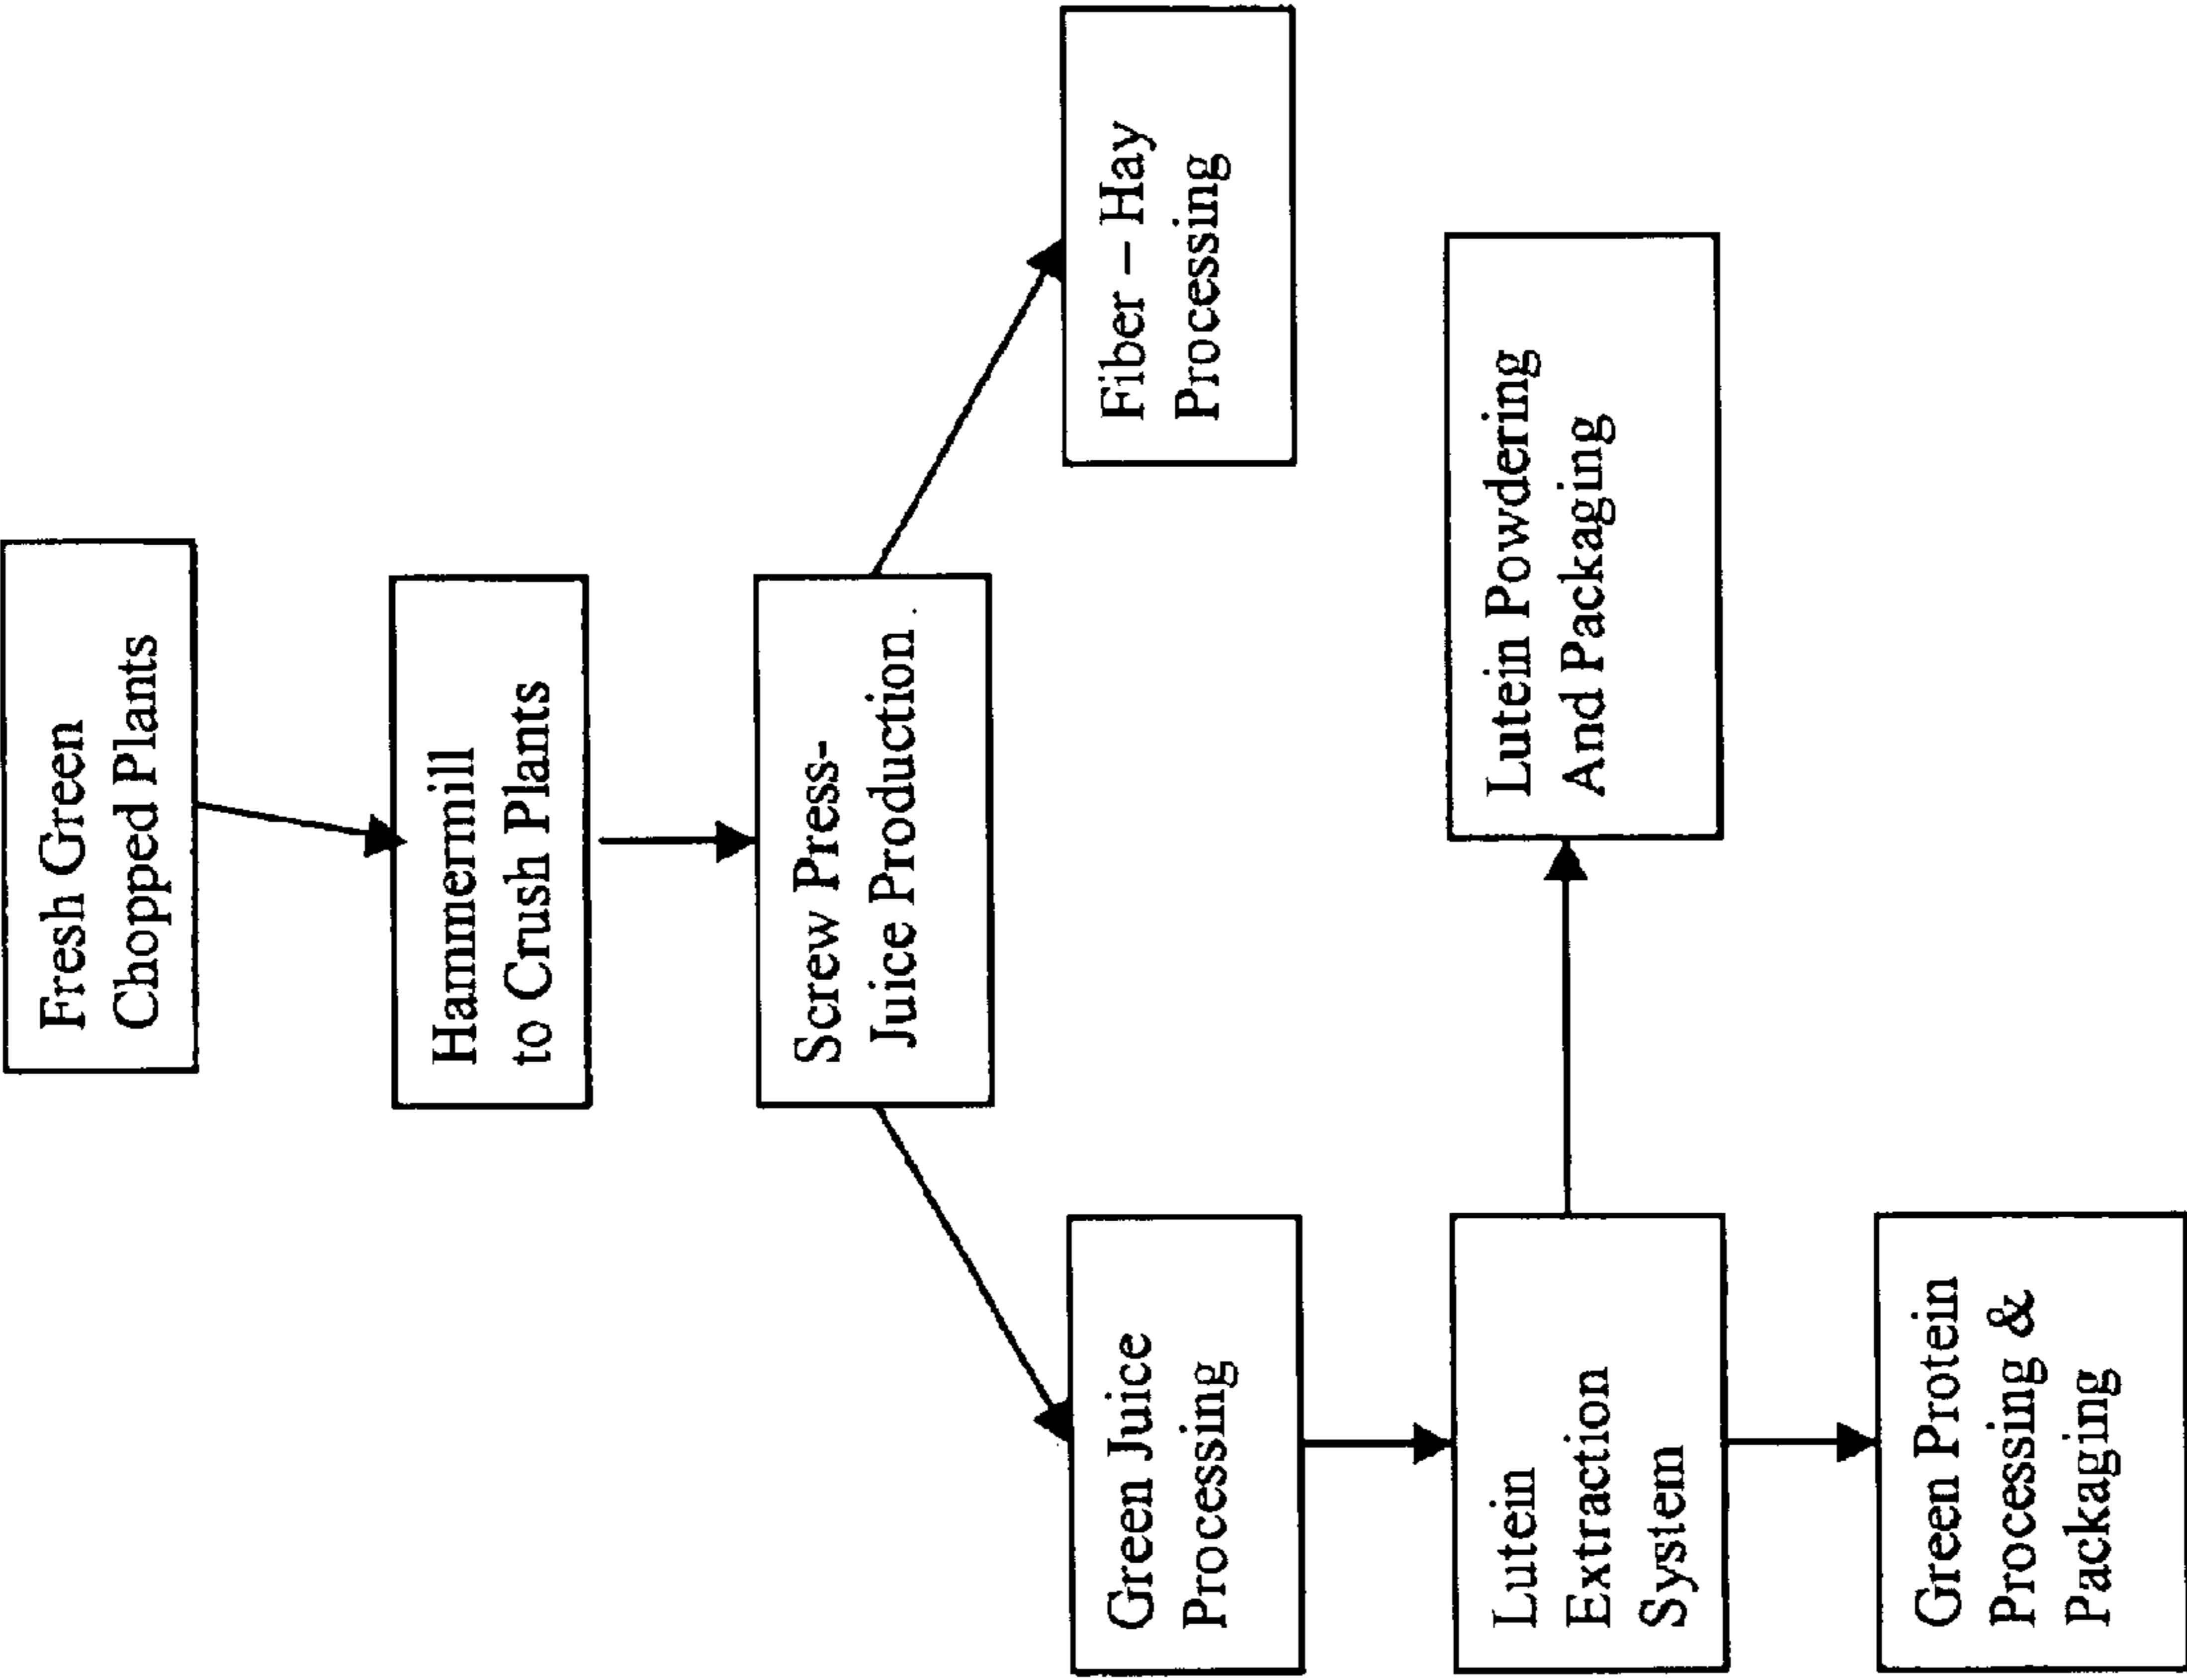 Fresh Green
Chopped Plants
Hammermill
to Crush Plants
Screw Press-
Juice Production
Fiber – Hay
Processing
Green Juice
Processing
Lutein
Extraction
System
Lutein Powdering
And Packaging
Green Protein
Processing &
Packaging